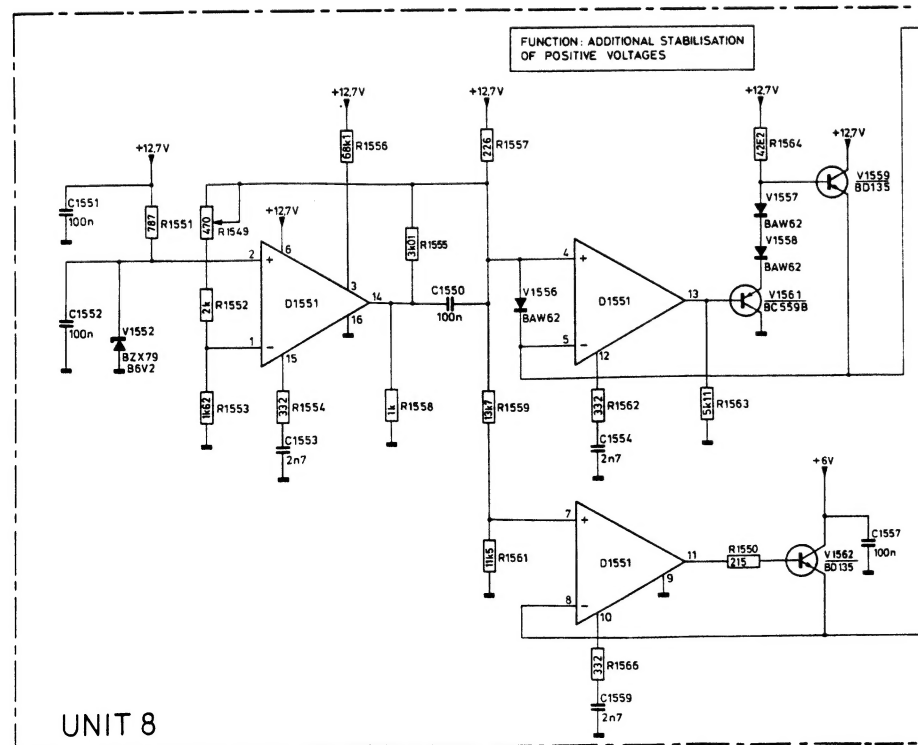 FUNCTION: ADDITIONAL STABILISATION
OF POSITIVE VOLTAGES
+12,7V
+12,7V
+12,7V
+12,7V
+12,7V
+12,7V
C1551
100n
787
R1551
470
R1549
68k1
R1556
226
R1557
42E2
R1564
V1559
BD135
V1557
BAW62
V1558
BAW62
3k01
R1555
6
2
+
D1551
3
14
16
1
−
15
C1550
100n
C1552
100n
V1552
BZX79
B6V2
2k
R1552
1k62
R1553
332
R1554
C1553
2n7
1k
R1558
13k7
R1559
V1556
BAW62
4
+
D1551
13
5
−
12
V1561
BC559B
332
R1562
C1554
2n7
5k11
R1563
+6V
11k5
R1561
7
+
D1551
11
9
8
−
10
R1550
215
V1562
BD135
C1557
100n
332
R1566
C1559
2n7
UNIT 8